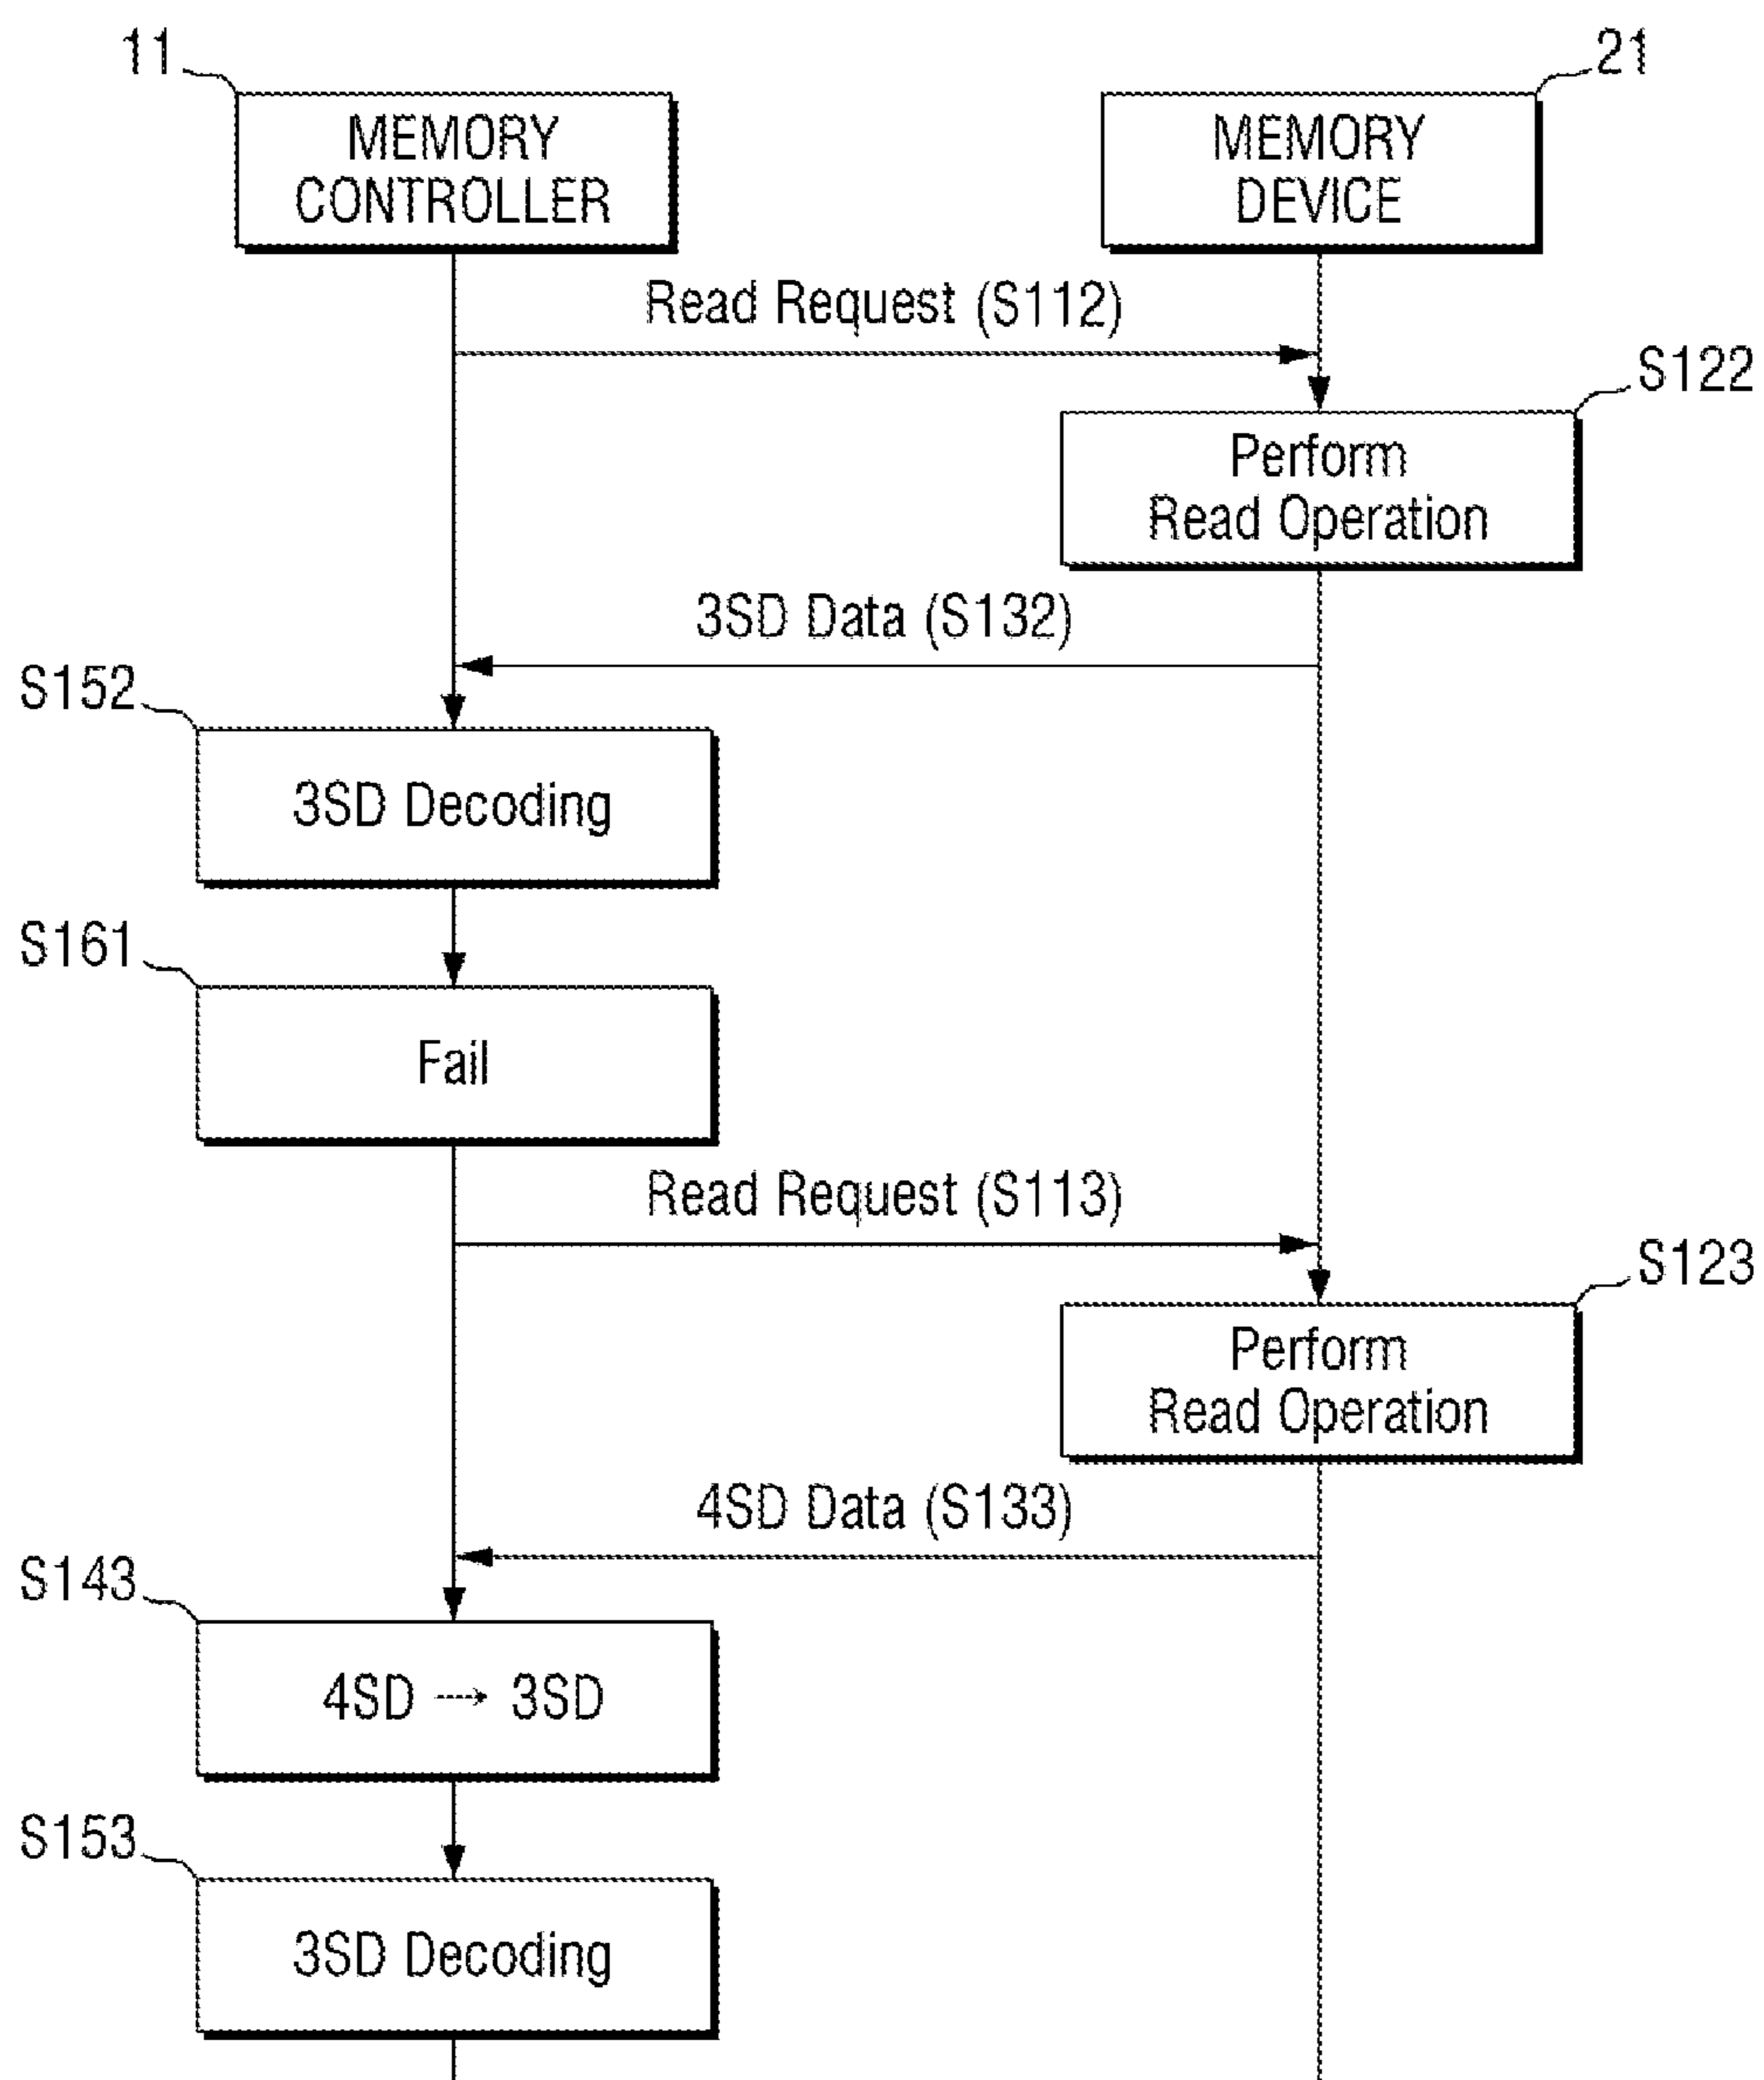 11
21
MEMORY
CONTROLLER
MEMORY
DEVICE
Read Request (S112)
S122
Perform
Read Operation
3SD Data (S132)
S152
3SD Decoding
S161
Fail
Read Request (S113)
S123
Perform
Read Operation
4SD Data (S133)
S143
4SD → 3SD
S153
3SD Decoding